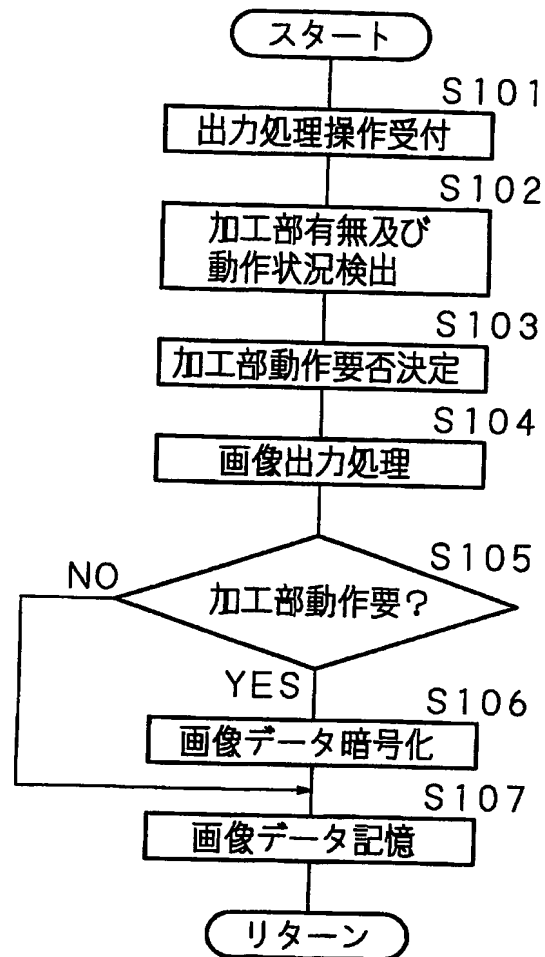 スタート
S101
出力処理操作受付
S102
加工部有無及び
動作状況検出
S103
加工部動作要否決定
S104
画像出力処理
S105
NO
加工部動作要?
YES
S106
画像データ暗号化
S107
画像データ記憶
リターン